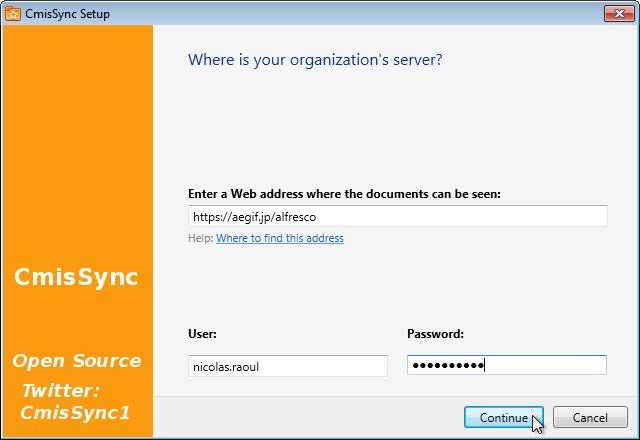 CmisSync Setup
Where is your organization's server?
Enter a Web address where the documents can be seen:
https://aegif.jp/alfresco
Help: Where to find this address
CmisSync
User:
Password:
nicolas.raoul
●●●●●●●●●●
Open Source
Twitter:
CmisSync1
Continue
Cancel